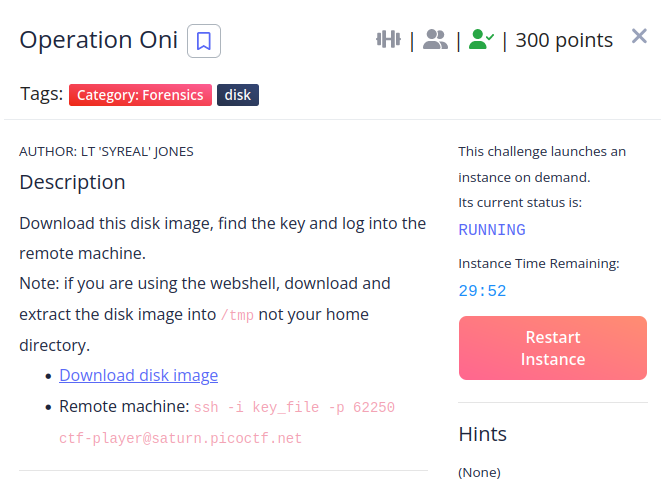 Operation Oni
| | | 300 points
Tags: Category: Forensics disk
AUTHOR: LT 'SYREAL' JONES
Description
Download this disk image, find the key and log into the
remote machine.
Note: if you are using the webshell, download and
extract the disk image into /tmp not your home
directory.
• Download disk image
• Remote machine: ssh -i key_file -p 62250
ctf-player@saturn.picoctf.net
This challenge launches an
instance on demand.
Its current status is:
RUNNING
Instance Time Remaining:
29:52
Restart
Instance
Hints
(None)